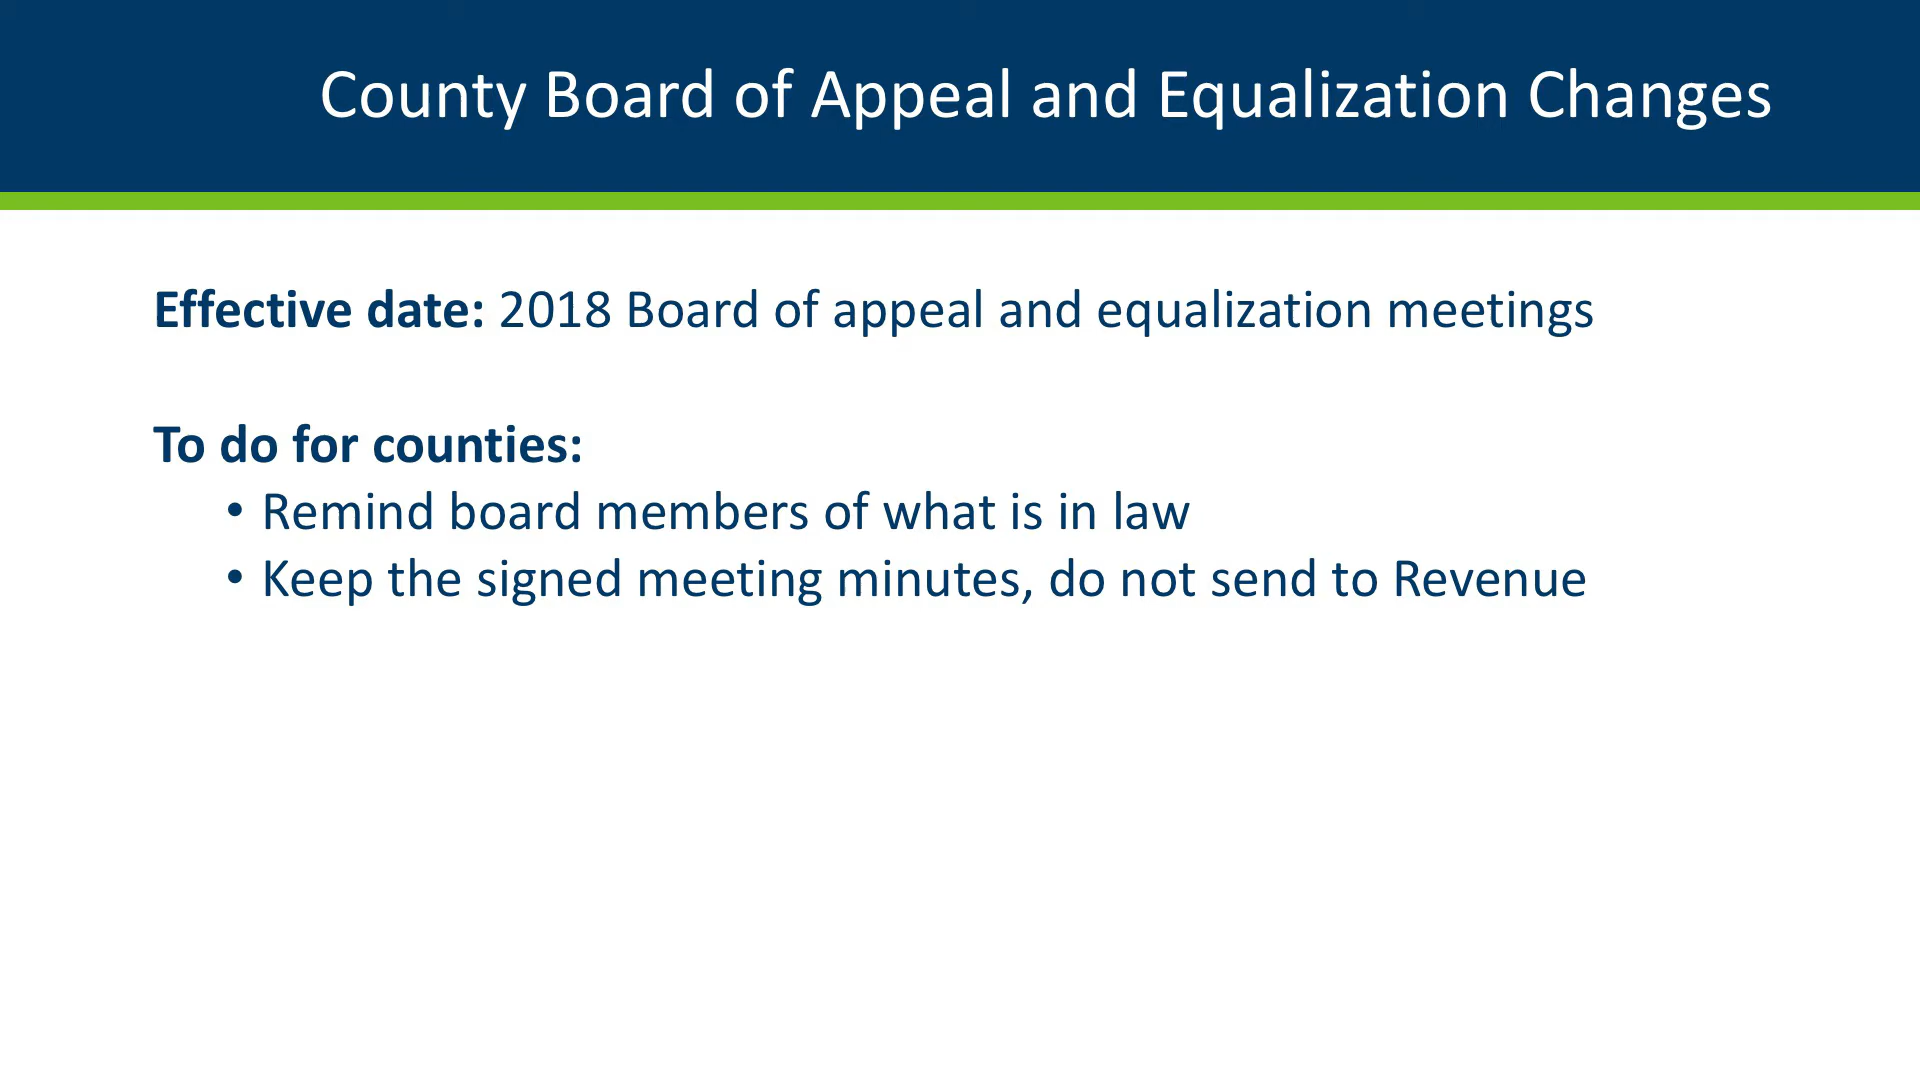 County Board of Appeal and Equalization Changes
Effective date: 2018 Board of appeal and equalization meetings
To do for counties:
• Remind board members of what is in law
• Keep the signed meeting minutes, do not send to Revenue